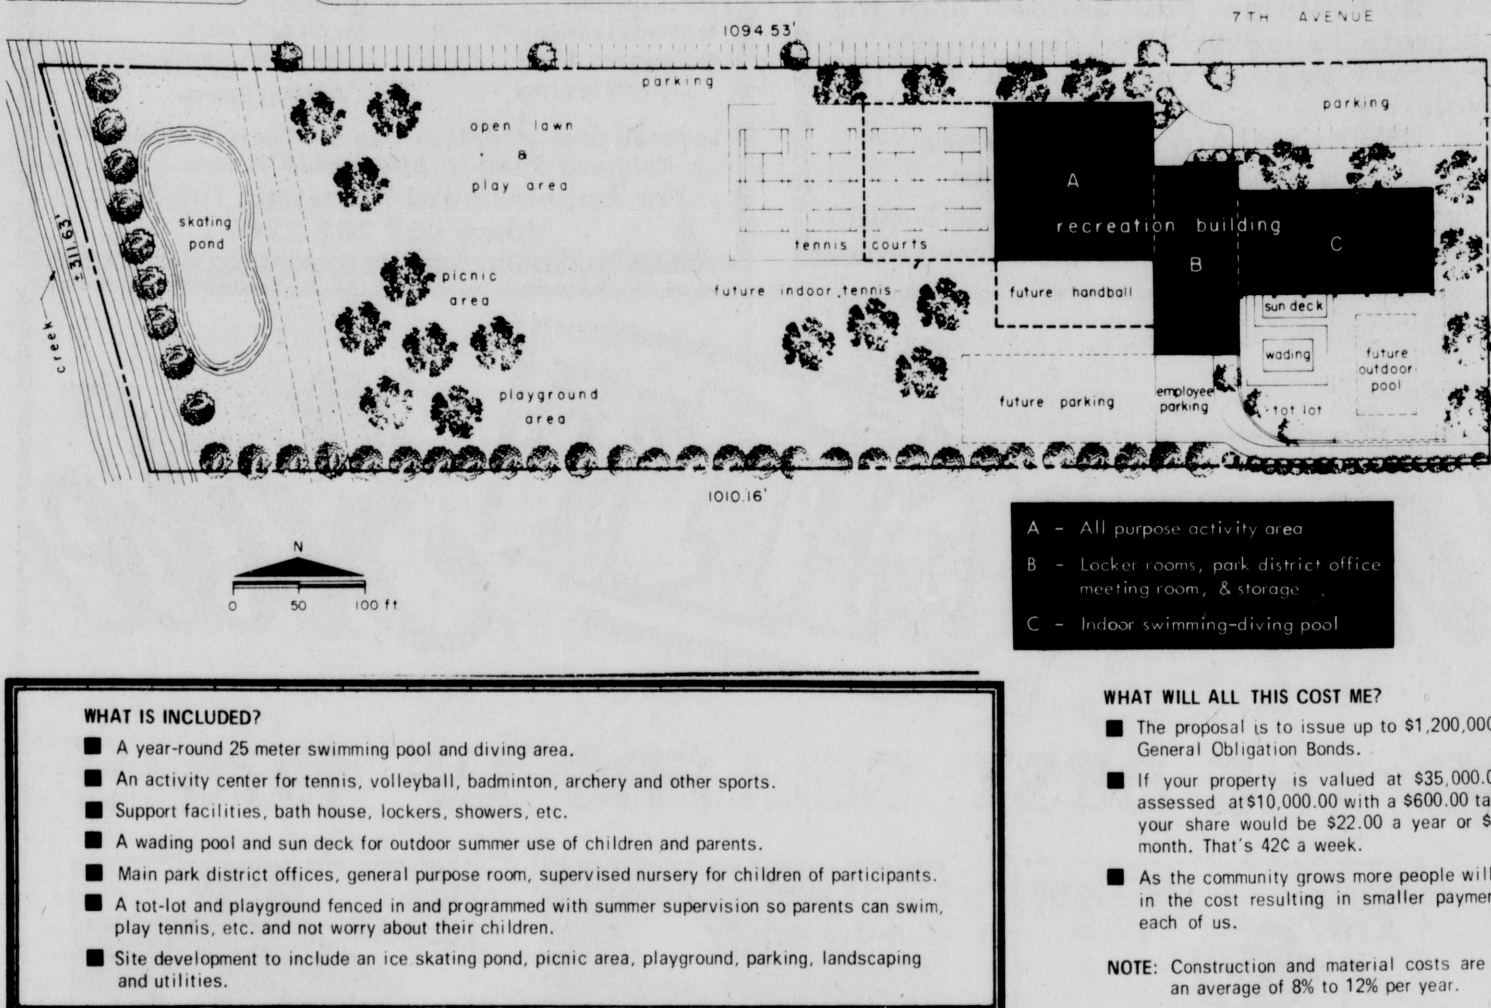 7TH AVENUE
1094.53'
parking
parking
open lawn
&
play area
skating
pond
± 311.63'
creek
A
recreation building
B
C
tennis courts
picnic
area
future indoor tennis
future handball
sun deck
wading
future
outdoor
pool
playground
area
future parking
employee
parking
tot lot
1010.16'
N
0 50 100 ft
A - All purpose activity area
B - Locker rooms, park district office
meeting room, & storage
C - Indoor swimming-diving pool
WHAT IS INCLUDED?
■ A year-round 25 meter swimming pool and diving area.
■ An activity center for tennis, volleyball, badminton, archery and other sports.
■ Support facilities, bath house, lockers, showers, etc.
■ A wading pool and sun deck for outdoor summer use of children and parents.
■ Main park district offices, general purpose room, supervised nursery for children of participants.
■ A tot-lot and playground fenced in and programmed with summer supervision so parents can swim,
play tennis, etc. and not worry about their children.
■ Site development to include an ice skating pond, picnic area, playground, parking, landscaping
and utilities.
WHAT WILL ALL THIS COST ME?
■ The proposal is to issue up to $1,200,000
General Obligation Bonds.
■ If your property is valued at $35,000.0
assessed at $10,000.00 with a $600.00 ta
your share would be $22.00 a year or $
month. That's 42¢ a week.
■ As the community grows more people will
in the cost resulting in smaller paymen
each of us.
NOTE: Construction and material costs are
an average of 8% to 12% per year.